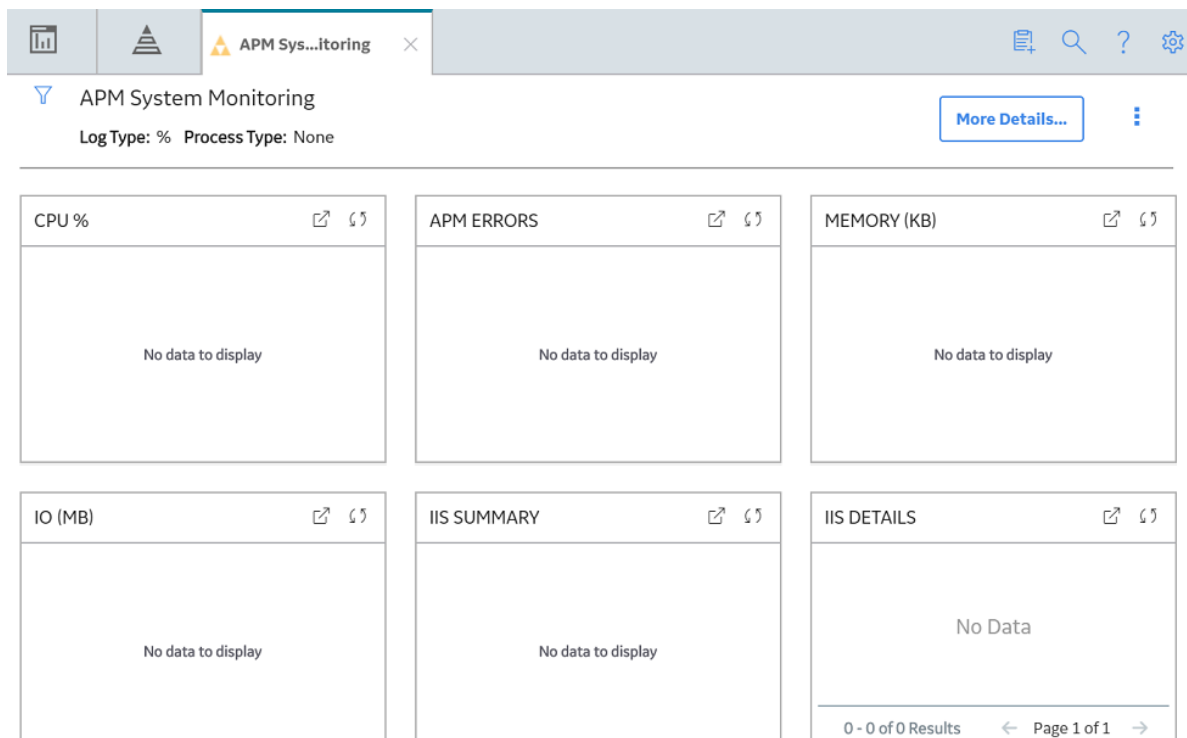 APM Sys...itoring
?
APM System Monitoring
More Details...
Log Type: % Process Type: None
CPU %
APM ERRORS
MEMORY (KB)
No data to display
No data to display
No data to display
IO (MB)
IIS SUMMARY
IIS DETAILS
No data to display
No data to display
No Data
0 - 0 of 0 Results ← Page 1 of 1 →